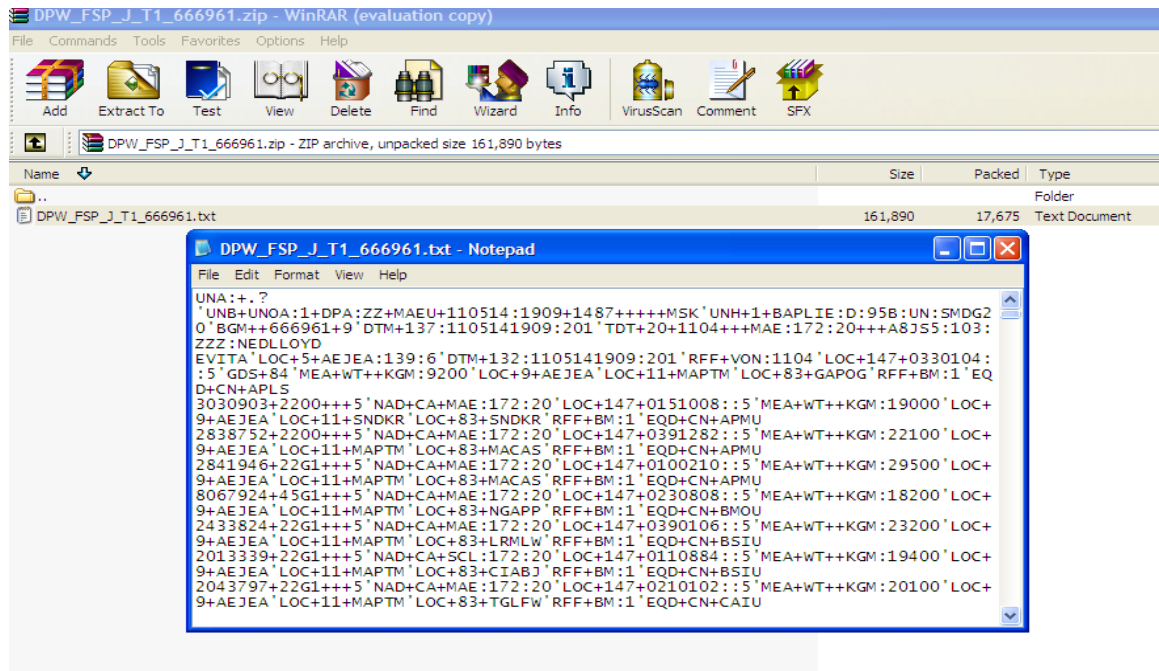 DPW_FSP_J_T1_666961.zip - WinRAR (evaluation copy)
File Commands Tools Favorites Options Help
Add Extract To Test View Delete Find Wizard Info VirusScan Comment SFX
DPW_FSP_J_T1_666961.zip - ZIP archive, unpacked size 161,890 bytes
Name Size Packed Type
.. Folder
DPW_FSP_J_T1_666961.txt 161,890 17,675 Text Document
DPW_FSP_J_T1_666961.txt - Notepad
File Edit Format View Help
UNA:+.?
'UNB+UNOA:1+DPA:ZZ+MAEU+110514:1909+1487+++++MSK'UNH+1+BAPLIE:D:95B:UN:SMDG2
0'BGM++666961+9'DTM+137:1105141909:201'TDT+20+1104+++MAE:172:20+++A8JS5:103:
ZZZ:NEDLLOYD
EVITA'LOC+5+AEJEA:139:6'DTM+132:1105141909:201'RFF+VON:1104'LOC+147+0330104:
:5'GDS+84'MEA+WT++KGM:9200'LOC+9+AEJEA'LOC+11+MAPTM'LOC+83+GAPOG'RFF+BM:1'EQ
D+CN+APLS
3030903+2200+++5'NAD+CA+MAE:172:20'LOC+147+0151008::5'MEA+WT++KGM:19000'LOC+
9+AEJEA'LOC+11+SNDKR'LOC+83+SNDKR'RFF+BM:1'EQD+CN+APMU
2838752+2200+++5'NAD+CA+MAE:172:20'LOC+147+0391282::5'MEA+WT++KGM:22100'LOC+
9+AEJEA'LOC+11+MAPTM'LOC+83+MACAS'RFF+BM:1'EQD+CN+APMU
2841946+22G1+++5'NAD+CA+MAE:172:20'LOC+147+0100210::5'MEA+WT++KGM:29500'LOC+
9+AEJEA'LOC+11+MAPTM'LOC+83+MACAS'RFF+BM:1'EQD+CN+APMU
8067924+45G1+++5'NAD+CA+MAE:172:20'LOC+147+0230808::5'MEA+WT++KGM:18200'LOC+
9+AEJEA'LOC+11+MAPTM'LOC+83+NGAPP'RFF+BM:1'EQD+CN+BMOU
2433824+22G1+++5'NAD+CA+MAE:172:20'LOC+147+0390106::5'MEA+WT++KGM:23200'LOC+
9+AEJEA'LOC+11+MAPTM'LOC+83+LRMLW'RFF+BM:1'EQD+CN+BSIU
2013339+22G1+++5'NAD+CA+SCL:172:20'LOC+147+0110884::5'MEA+WT++KGM:19400'LOC+
9+AEJEA'LOC+11+MAPTM'LOC+83+CIABJ'RFF+BM:1'EQD+CN+BSIU
2043797+22G1+++5'NAD+CA+MAE:172:20'LOC+147+0210102::5'MEA+WT++KGM:20100'LOC+
9+AEJEA'LOC+11+MAPTM'LOC+83+TGLFW'RFF+BM:1'EQD+CN+CAIU